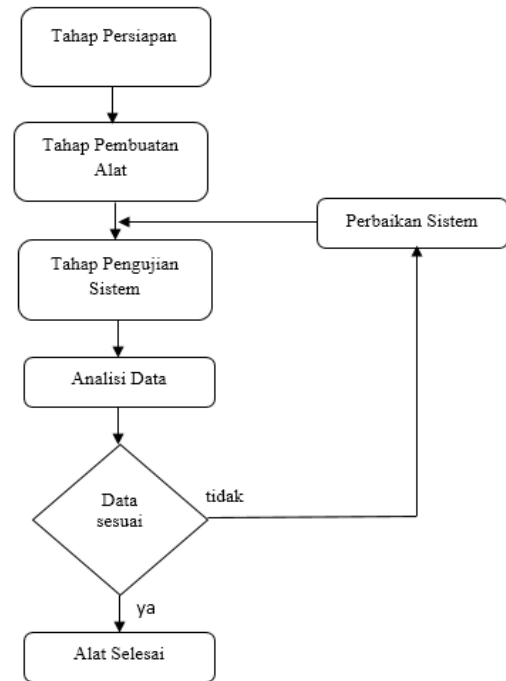 Tahap Persiapan
Tahap Pembuatan
Alat
Perbaikan Sistem
Tahap Pengujian
Sistem
Analisi Data
Data
sesuai
tidak
ya
Alat Selesai